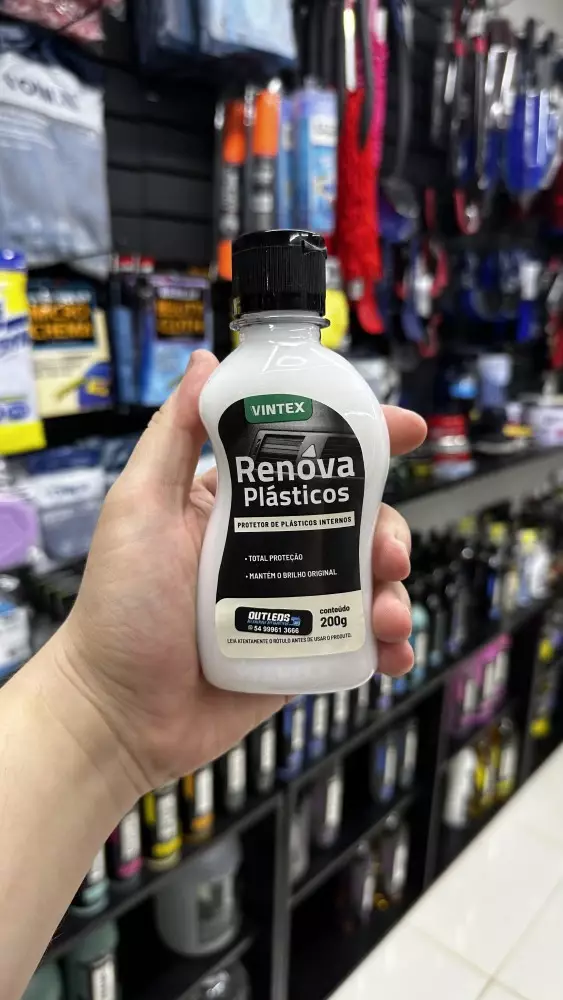 VINTEX
Renova
Plásticos
PROTETOR DE PLÁSTICOS INTERNOS
• TOTAL PROTEÇÃO
• MANTÉM O BRILHO ORIGINAL
OUTLEDS
54 99961 3666
conteúdo
200g
LEIA ATENTAMENTE O RÓTULO ANTES DE USAR O PRODUTO.